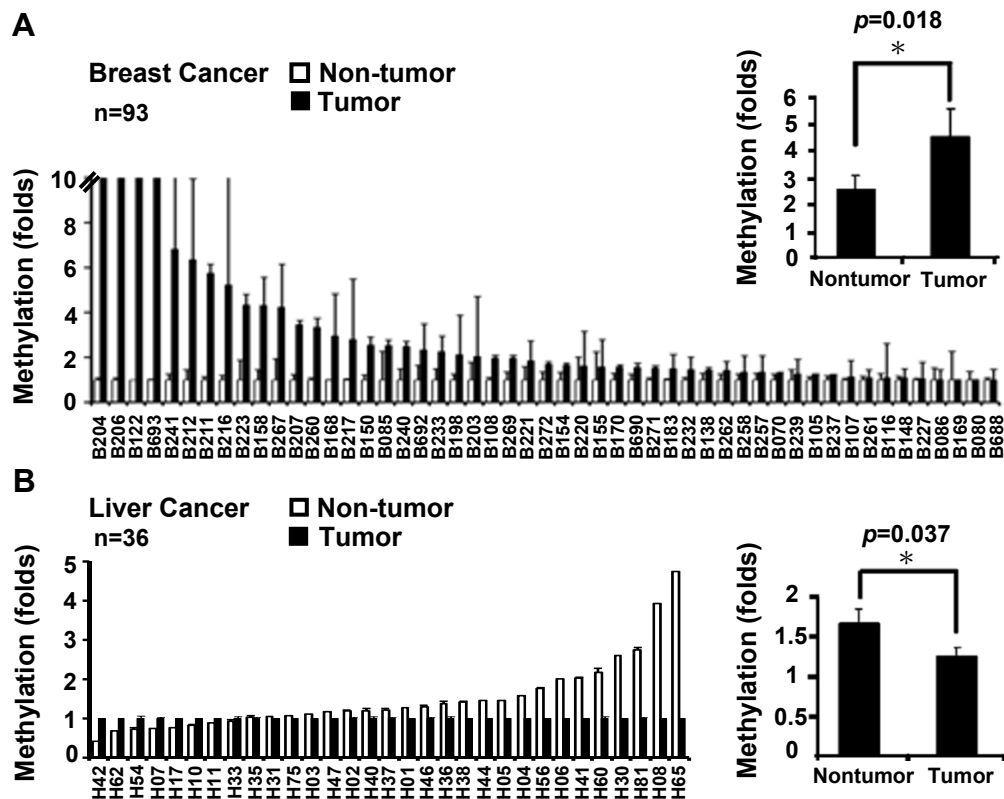 A
Breast Cancer
n=93
Non-tumor
Tumor
Methylation (folds)
10
8
6
4
2
0
B204 B206 B122 B693 B241 B212 B211 B216 B223 B158 B267 B207 B260 B168 B217 B150 B085 B240 B692 B233 B198 B203 B108 B269 B221 B272 B154 B220 B155 B170 B690 B271 B183 B232 B138 B262 B258 B257 B070 B239 B105 B237 B107 B261 B116 B148 B227 B086 B169 B080 B688
p=0.018
*
Methylation (folds)
6
5
4
3
2
1
0
Nontumor Tumor
B
Liver Cancer
n=36
Non-tumor
Tumor
Methylation (folds)
5
4
3
2
1
0
H42 H62 H54 H07 H17 H10 H11 H33 H35 H31 H75 H03 H47 H02 H40 H37 H01 H46 H36 H38 H44 H05 H04 H56 H06 H41 H60 H30 H81 H08 H65
p=0.037
*
Methylation (folds)
2
1.5
1
0.5
0
Nontumor Tumor